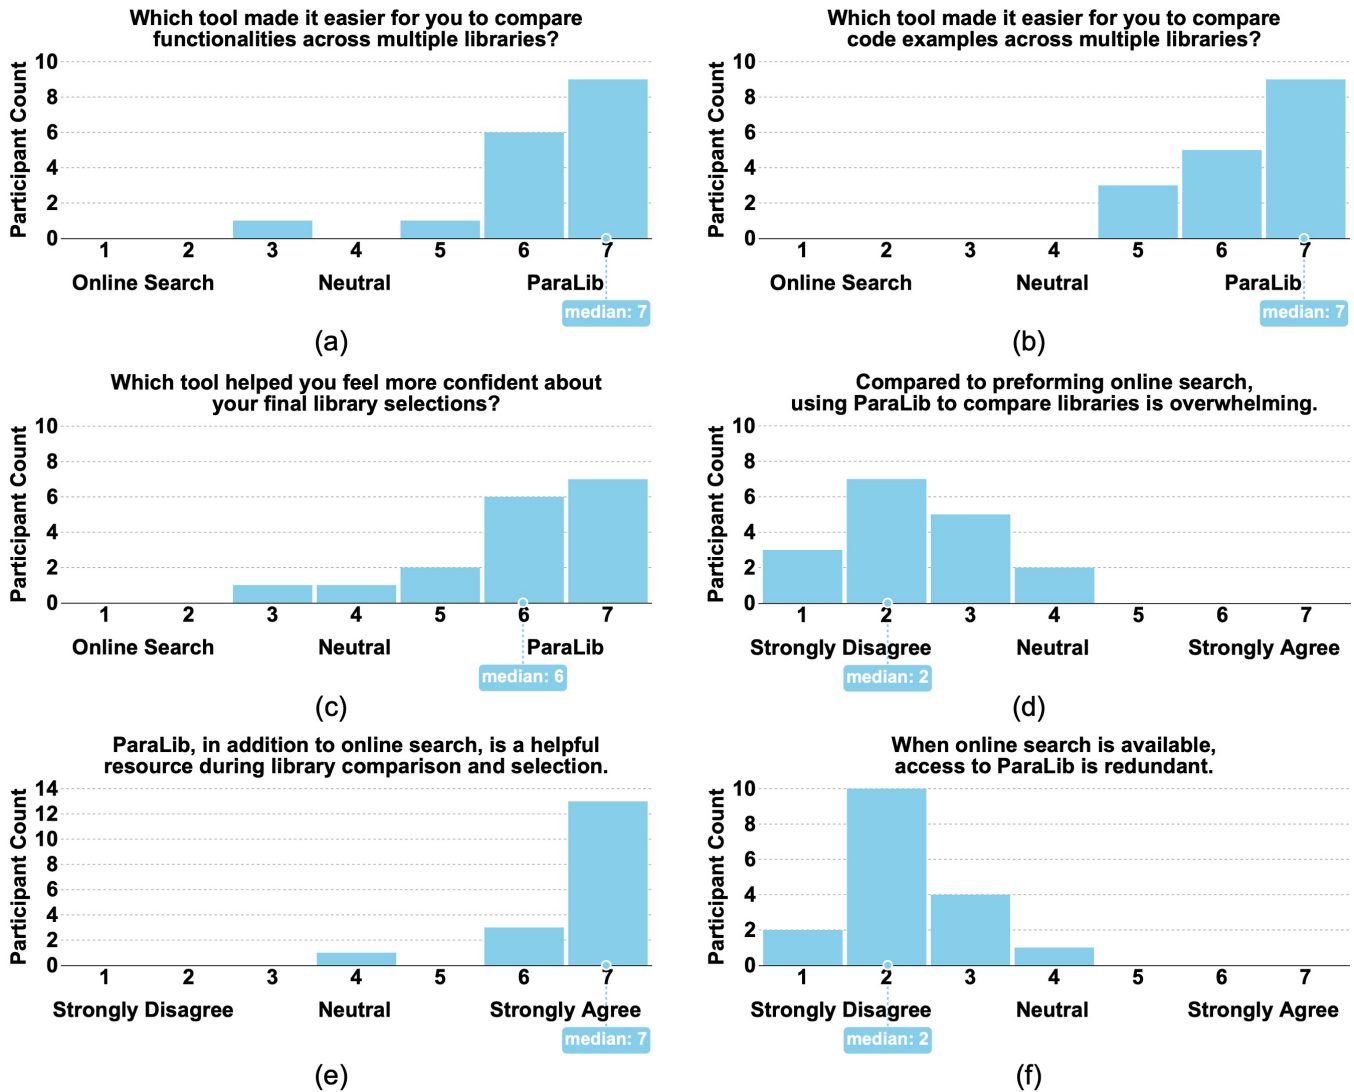 Which tool made it easier for you to compare
functionalities across multiple libraries?
Participant Count
10
8
6
4
2
0
1 2 3 4 5 6 7
Online Search Neutral ParaLib
median: 7
(a)
Which tool made it easier for you to compare
code examples across multiple libraries?
Participant Count
10
8
6
4
2
0
1 2 3 4 5 6 7
Online Search Neutral ParaLib
median: 7
(b)
Which tool helped you feel more confident about
your final library selections?
Participant Count
10
8
6
4
2
0
1 2 3 4 5 6 7
Online Search Neutral ParaLib
median: 6
(c)
Compared to preforming online search,
using ParaLib to compare libraries is overwhelming.
Participant Count
10
8
6
4
2
0
1 2 3 4 5 6 7
Strongly Disagree Neutral Strongly Agree
median: 2
(d)
ParaLib, in addition to online search, is a helpful
resource during library comparison and selection.
Participant Count
14
12
10
8
6
4
2
0
1 2 3 4 5 6 7
Strongly Disagree Neutral Strongly Agree
median: 7
(e)
When online search is available,
access to ParaLib is redundant.
Participant Count
10
8
6
4
2
0
1 2 3 4 5 6 7
Strongly Disagree Neutral Strongly Agree
median: 2
(f)